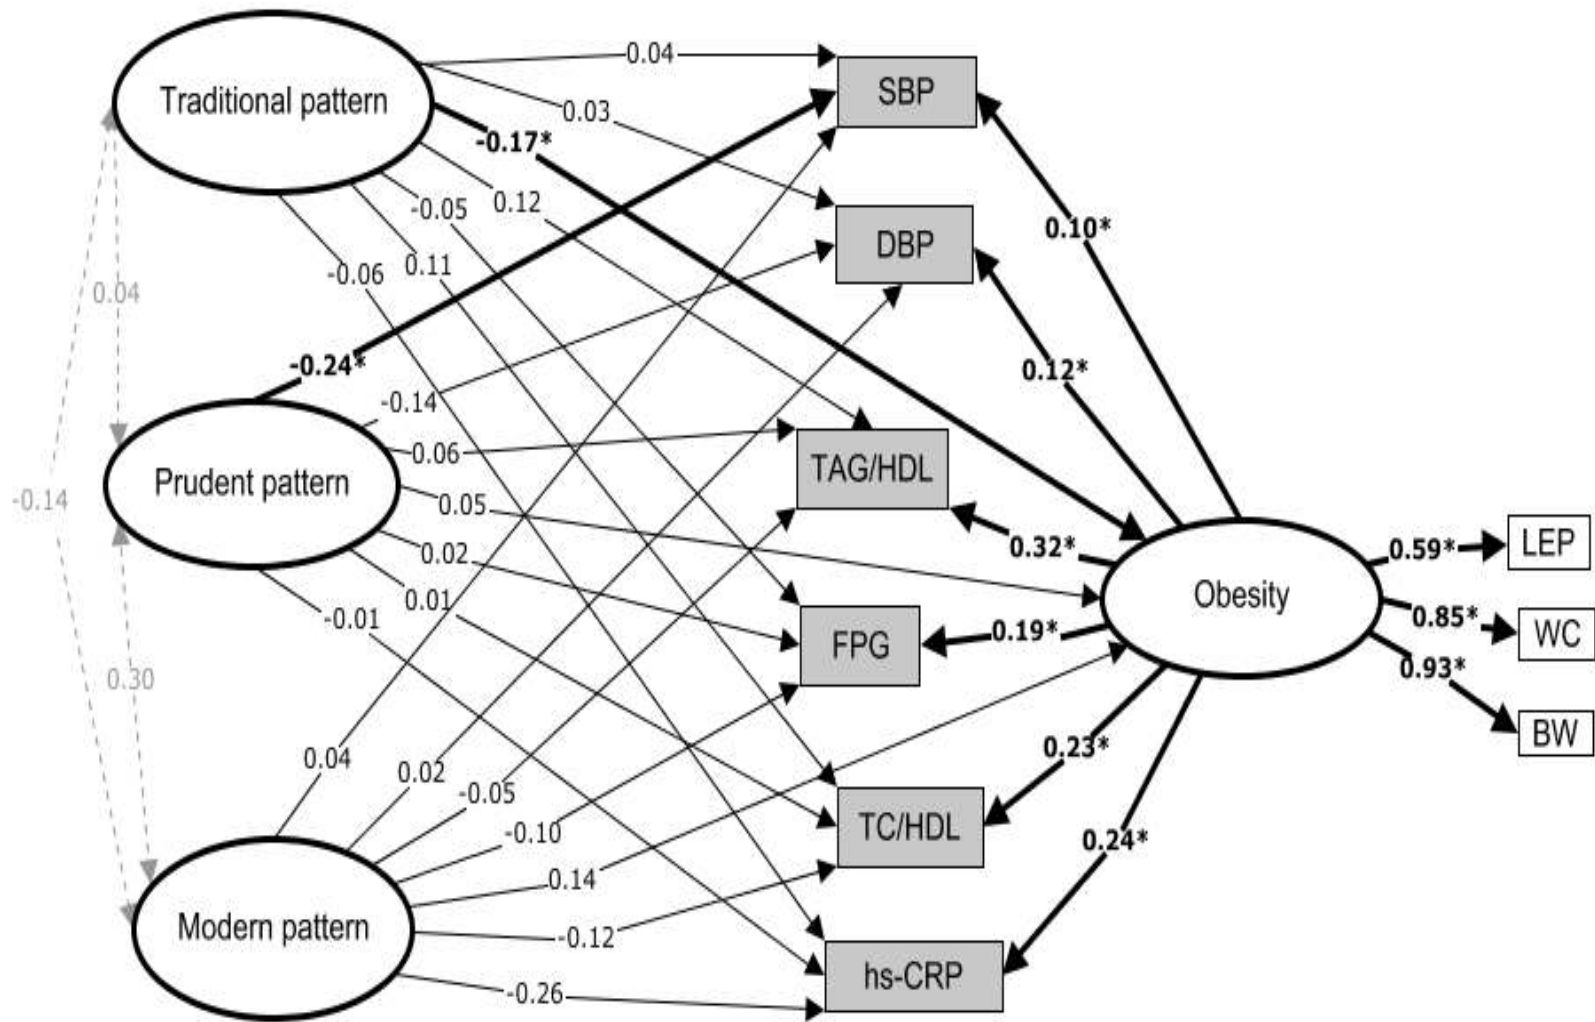 Traditional pattern
Prudent pattern
Modern pattern
0.04
-0.14
0.30
0.04
0.03
-0.17*
0.12
-0.05
0.11
-0.06
-0.24*
-0.14
-0.06
0.05
0.02
0.01
-0.01
0.04
0.02
-0.05
-0.10
0.14
-0.12
-0.26
SBP
DBP
TAG/HDL
FPG
TC/HDL
hs-CRP
0.10*
0.12*
0.32*
0.19*
0.23*
0.24*
Obesity
0.59*
0.85*
0.93*
LEP
WC
BW